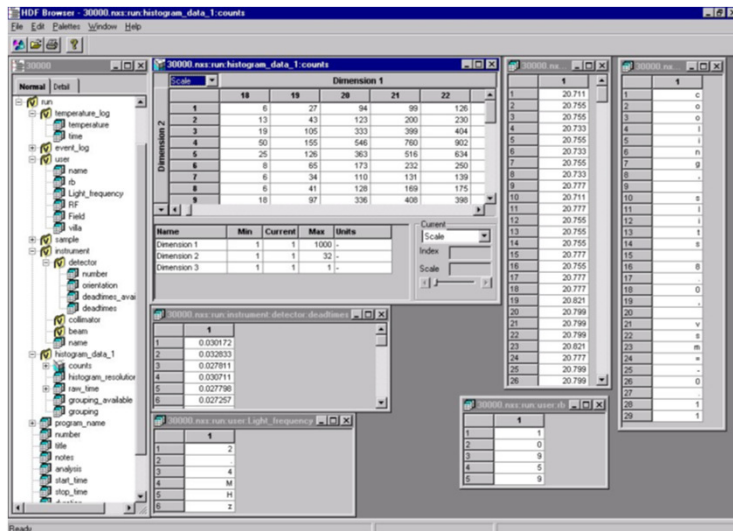 HDF Browser - 30000.nxs:run:histogram_data_1:counts
File Edit Palettes Window Help
30000
Normal Detail
run
temperature_log
temperature
time
event_log
user
name
rb
Light_frequency
RF
Field
villa
sample
instrument
detector
number
orientation
deadtimes_avai
deadtimes
collimator
beam
name
histogram_data_1
counts
histogram_resolution
raw_time
grouping_available
grouping
program_name
number
title
notes
analysis
start_time
stop_time
30000.nxs:run:histogram_data_1:counts
Scale Dimension 1
Dimension 2
18 19 20 21 22
1 6 27 94 99 126
2 13 43 123 200 230
3 19 105 333 399 404
4 50 155 546 760 902
5 25 126 363 516 634
6 8 65 173 232 250
7 6 34 110 131 139
8 6 41 128 169 175
9 18 97 336 408 398
Name Min Current Max Units
Dimension 1 1 1 1000 -
Dimension 2 1 1 32 -
Dimension 3 1 1 1 -
Current
Scale
Index
Scale
30000.nxs:run:instrument:detector:deadtimes
1
1 0.030172
2 0.032833
3 0.027811
4 0.030711
5 0.027798
6 0.027257
30000.nxs:run:user:Light_frequency
1
1 2
2 .
3 4
4 M
5 H
6 z
30000.nx...
1
1 20.711
2 20.755
3 20.755
4 20.733
5 20.755
6 20.733
7 20.755
8 20.733
9 20.777
10 20.711
11 20.777
12 20.755
13 20.755
14 20.755
15 20.777
16 20.755
17 20.777
18 20.777
19 20.821
20 20.799
21 20.799
22 20.799
23 20.821
24 20.777
25 20.799
26 20.799
30000.nx...
1
1 c
2 o
3 o
4 l
5 i
6 n
7 g
8 ,
9
10 s
11 l
12 i
13 t
14 s
15
16 8
17 .
18 0
19 ,
20
21 v
22 s
23 m
24 =
25 -
26 0
27 .
28 1
29 1
30000.nxs:run:user:rb
1
1 1
2 0
3 9
4 5
5 9
Ready